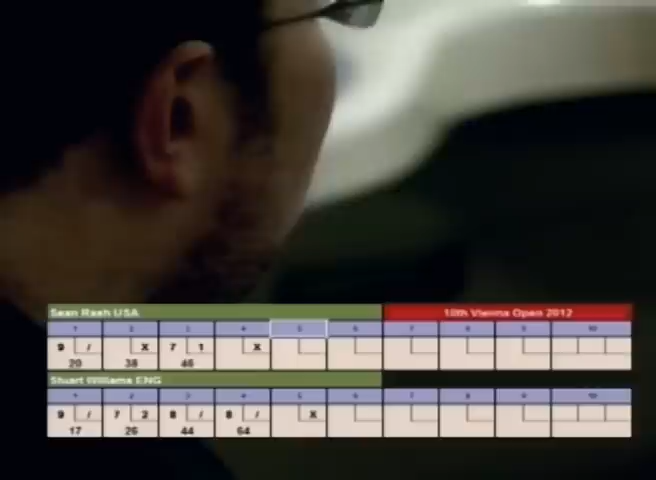 Sean Rash USA 18th Vienna Open 2012
1 2 3 4 5 6 7 8 9 10
9 / X 7 1 X
20 38 46
Stuart Williams ENG
1 2 3 4 5 6 7 8 9 10
9 / 7 2 8 / 8 / X
17 26 44 64